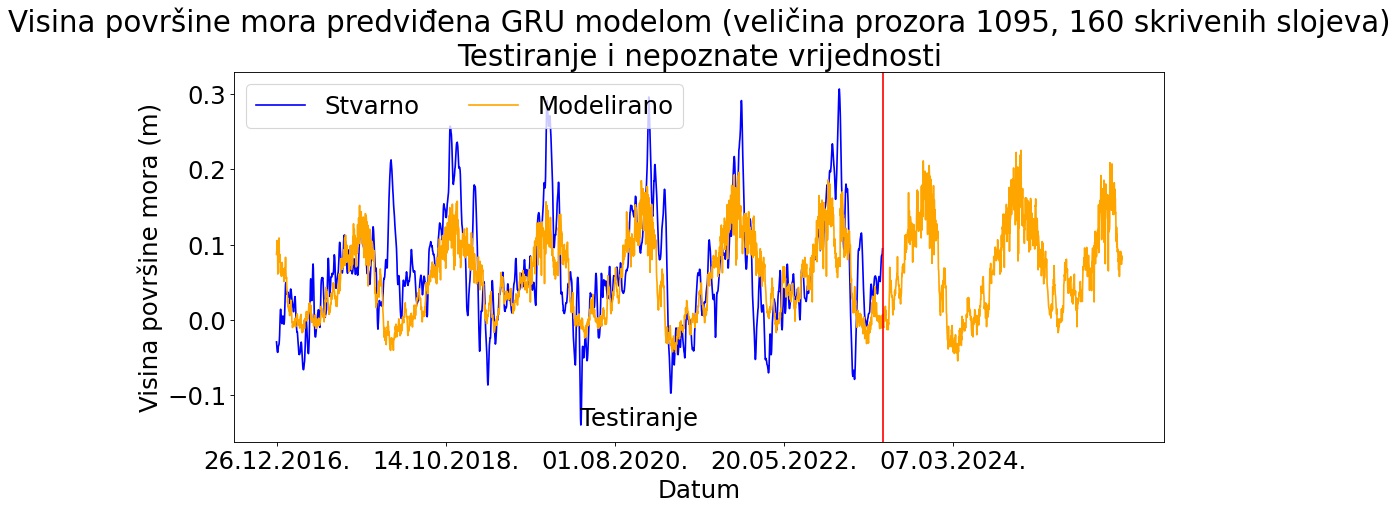 Visina površine mora predviđena GRU modelom (veličina prozora 1095, 160 skrivenih slojeva)
Testiranje i nepoznate vrijednosti
Stvarno Modelirano
Visina površine mora (m)
0.3
0.2
0.1
0.0
−0.1
Testiranje
26.12.2016. 14.10.2018. 01.08.2020. 20.05.2022. 07.03.2024.
Datum